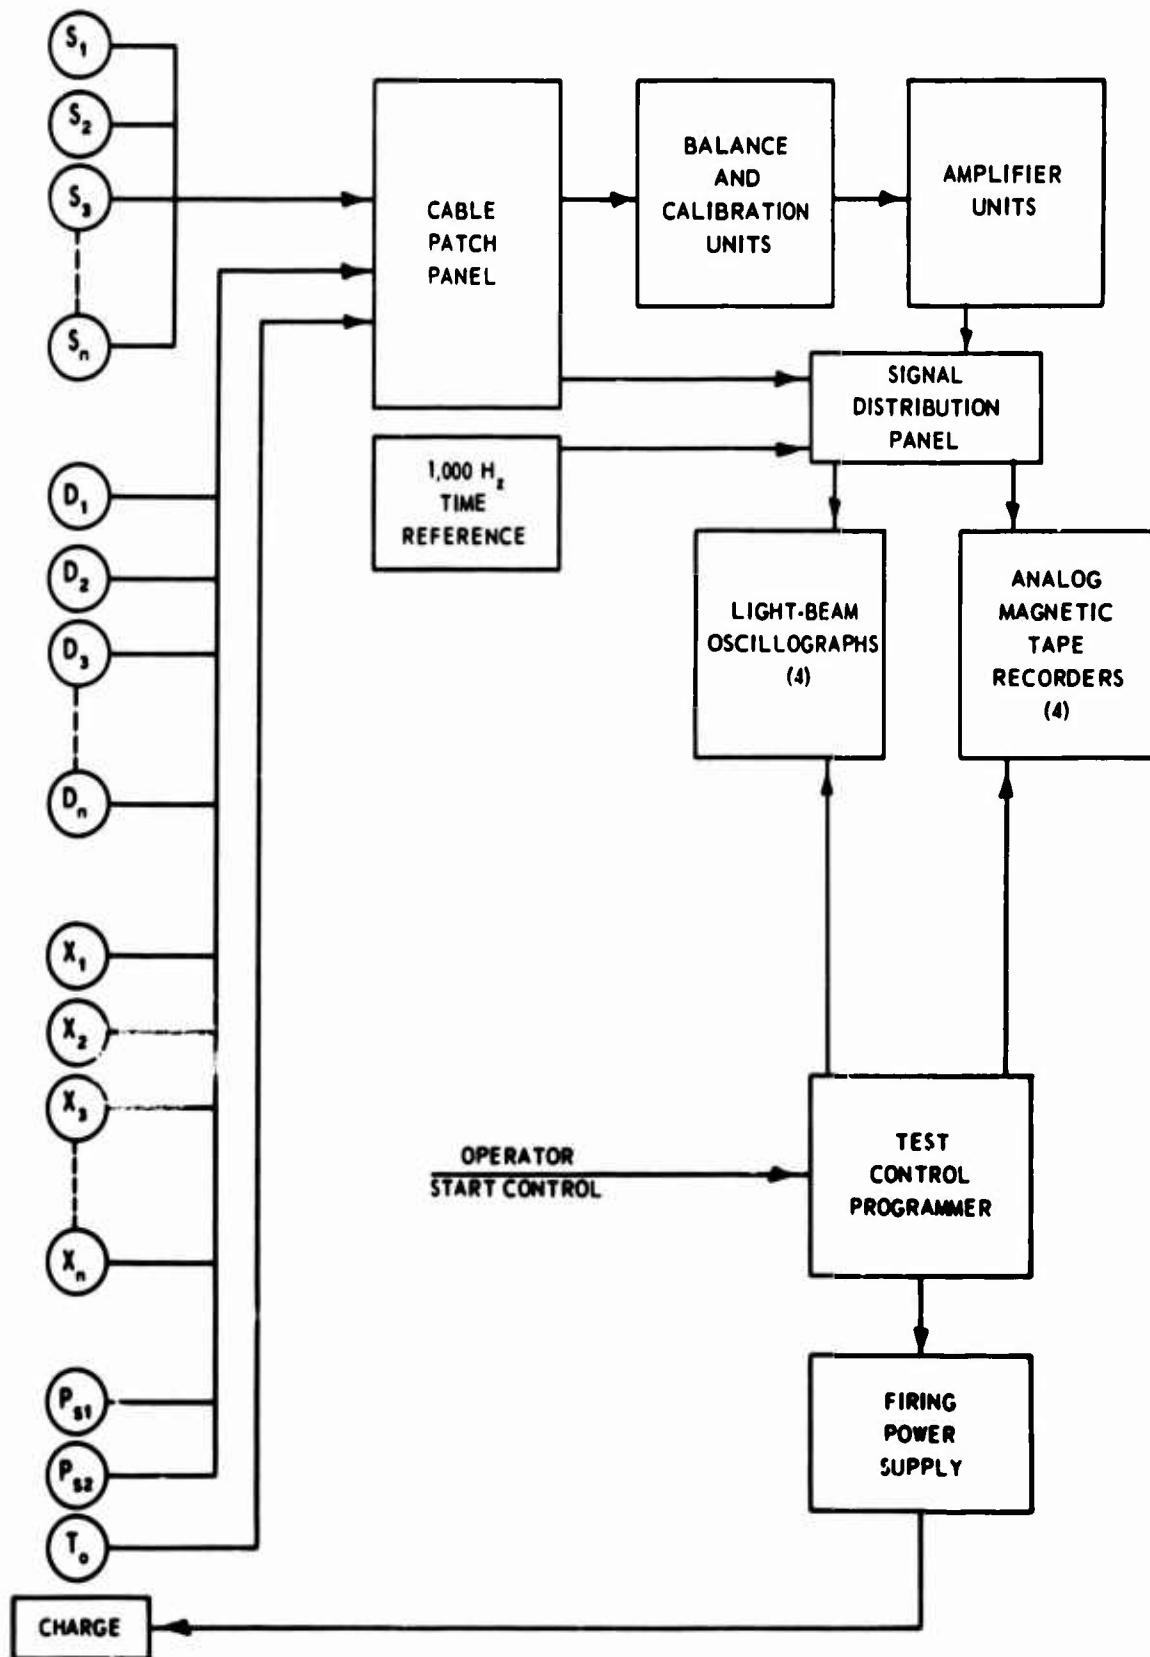 S1
S2
S3
Sn
CABLE
PATCH
PANEL
BALANCE
AND
CALIBRATION
UNITS
AMPLIFIER
UNITS
SIGNAL
DISTRIBUTION
PANEL
1,000 Hz
TIME
REFERENCE
D1
D2
D3
Dn
LIGHT-BEAM
OSCILLOGRAPHS
(4)
ANALOG
MAGNETIC
TAPE
RECORDERS
(4)
X1
X2
X3
Xn
OPERATOR
START CONTROL
TEST
CONTROL
PROGRAMMER
Ps1
Ps2
To
FIRING
POWER
SUPPLY
CHARGE